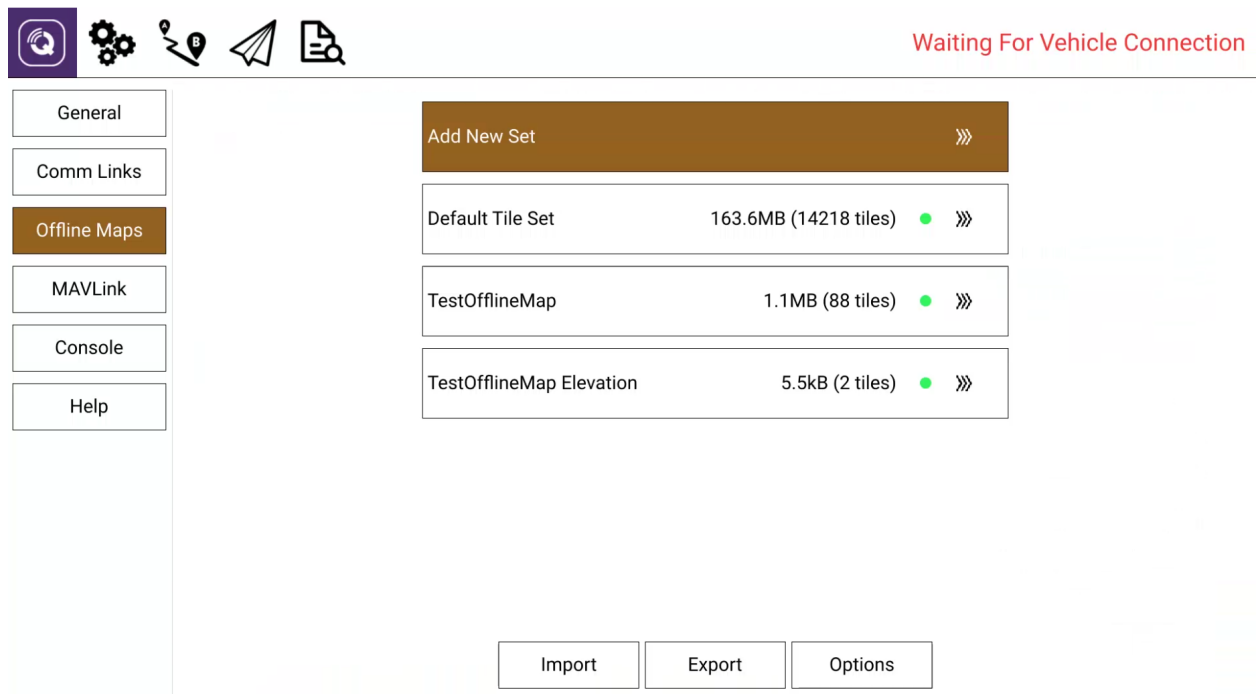 Waiting For Vehicle Connection
General
Comm Links
Offline Maps
MAVLink
Console
Help
Add New Set
Default Tile Set 163.6MB (14218 tiles)
TestOfflineMap 1.1MB (88 tiles)
TestOfflineMap Elevation 5.5kB (2 tiles)
Import Export Options